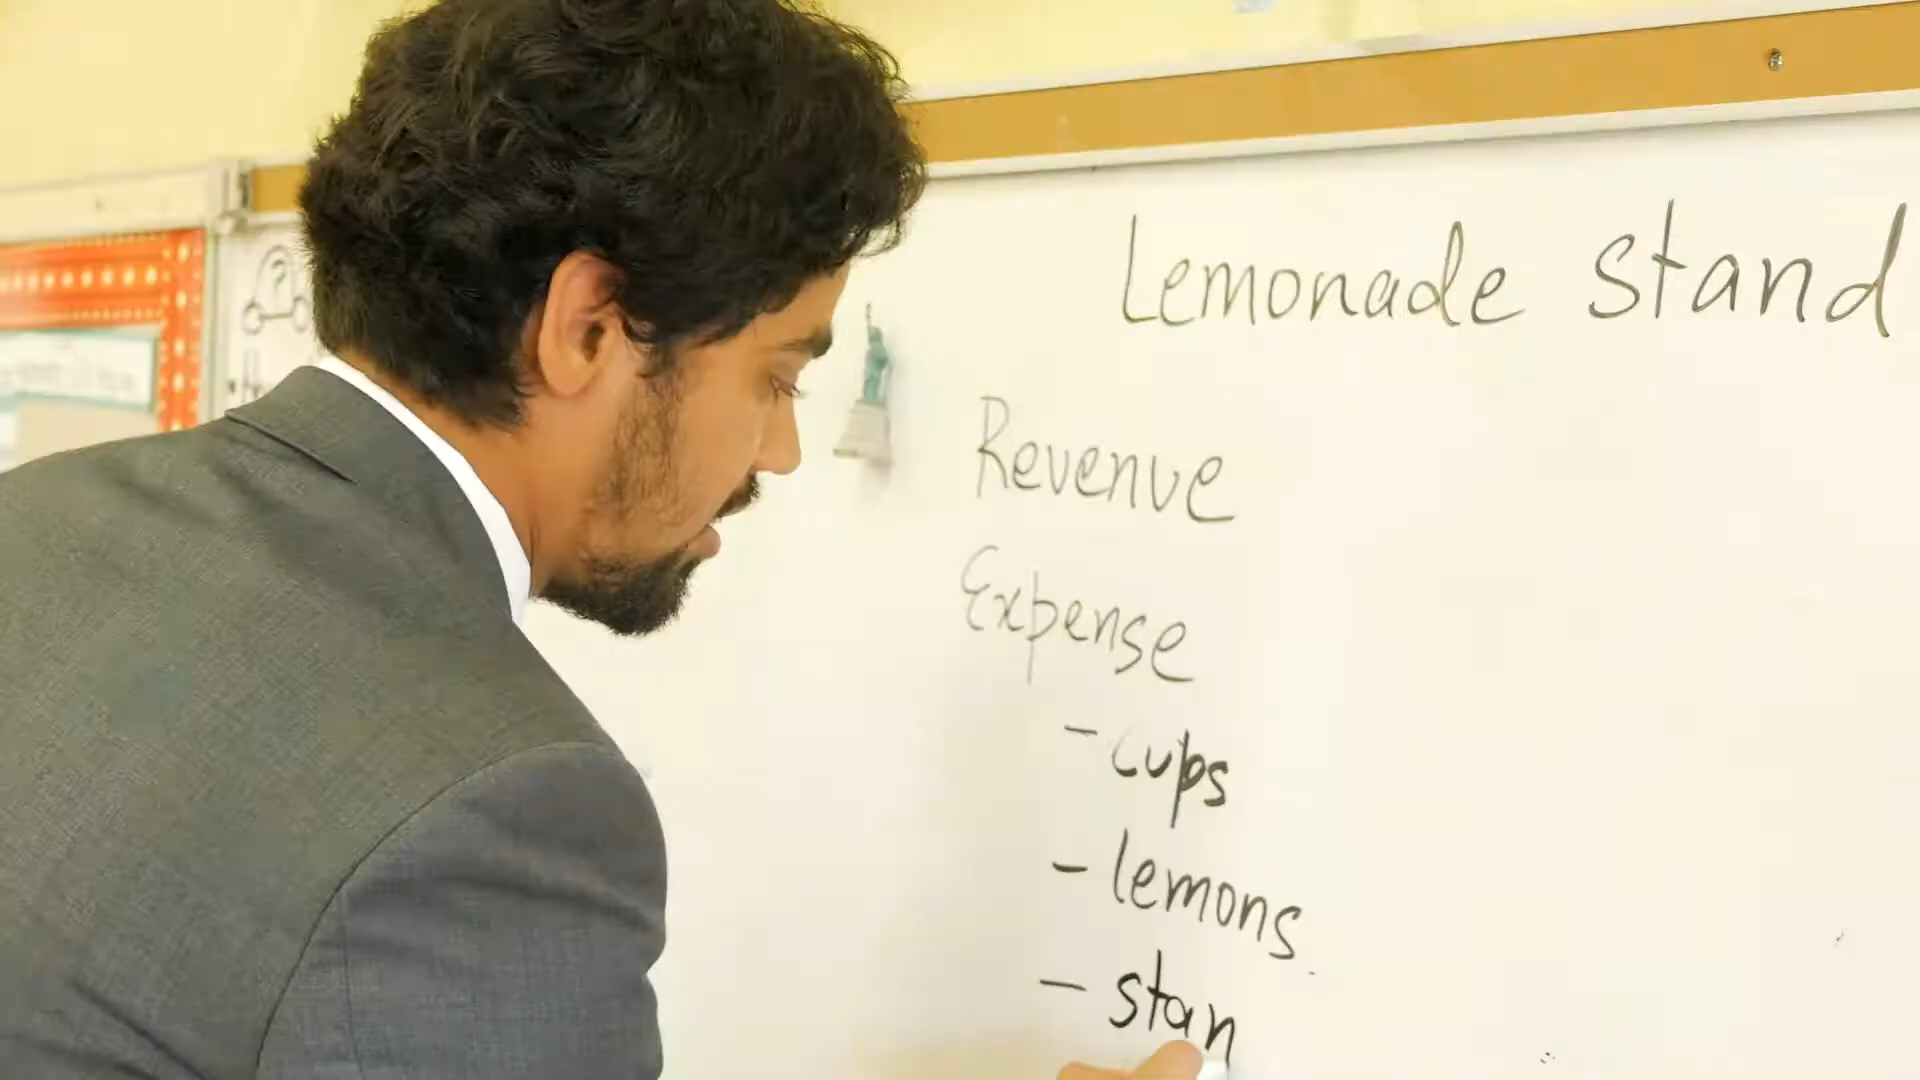 Lemonade Stand
Revenue
Expense
- cups
- lemons
- stan